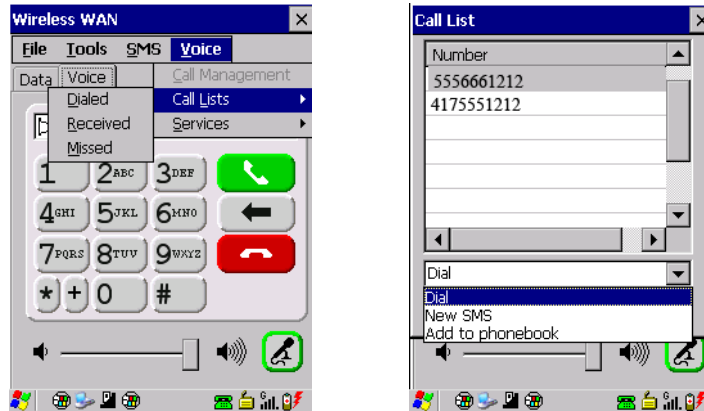 Wireless WAN
File Tools SMS Voice
Data Voice
Call Management
Call Lists
Services
Dialed
Received
Missed
1 2ABC 3DEF
4GHI 5JKL 6MNO
7PQRS 8TUV 9WXYZ
* + 0 #
Call List
Number
5556661212
4175551212
Dial
Dial
New SMS
Add to phonebook